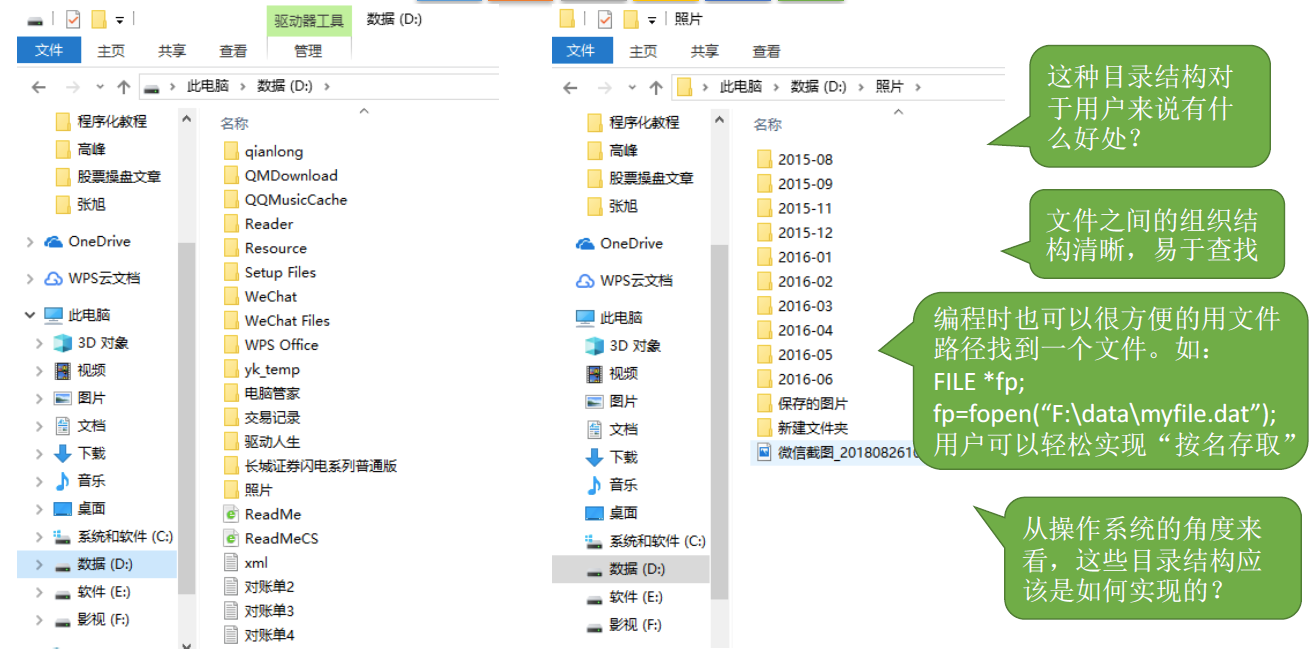 驱动器工具
数据 (D:)
文件
主页
共享
查看
管理
此电脑
数据 (D:)
程序化教程
高峰
股票操盘文章
张旭
OneDrive
WPS云文档
此电脑
3D 对象
视频
图片
文档
下载
音乐
桌面
系统和软件 (C:)
数据 (D:)
软件 (E:)
影视 (F:)
名称
qianlong
QMDownload
QQMusicCache
Reader
Resource
Setup Files
WeChat
WeChat Files
WPS Office
yk_temp
电脑管家
交易记录
驱动人生
长城证券闪电系列普通版
照片
ReadMe
ReadMeCS
xml
对账单2
对账单3
对账单4
照片
文件
主页
共享
查看
此电脑
数据 (D:)
照片
程序化教程
高峰
股票操盘文章
张旭
OneDrive
WPS云文档
此电脑
3D 对象
视频
图片
文档
下载
音乐
桌面
系统和软件 (C:)
数据 (D:)
软件 (E:)
影视 (F:)
名称
2015-08
2015-09
2015-11
2015-12
2016-01
2016-02
2016-03
2016-04
2016-05
2016-06
保存的图片
新建文件夹
微信截图_2018082610
这种目录结构对
于用户来说有什
么好处？
文件之间的组织结
构清晰，易于查找
编程时也可以很方便的用文件
路径找到一个文件。如：
FILE *fp;
fp=fopen(“F:\data\myfile.dat”);
用户可以轻松实现“按名存取”
从操作系统的角度来
看，这些目录结构应
该是如何实现的？